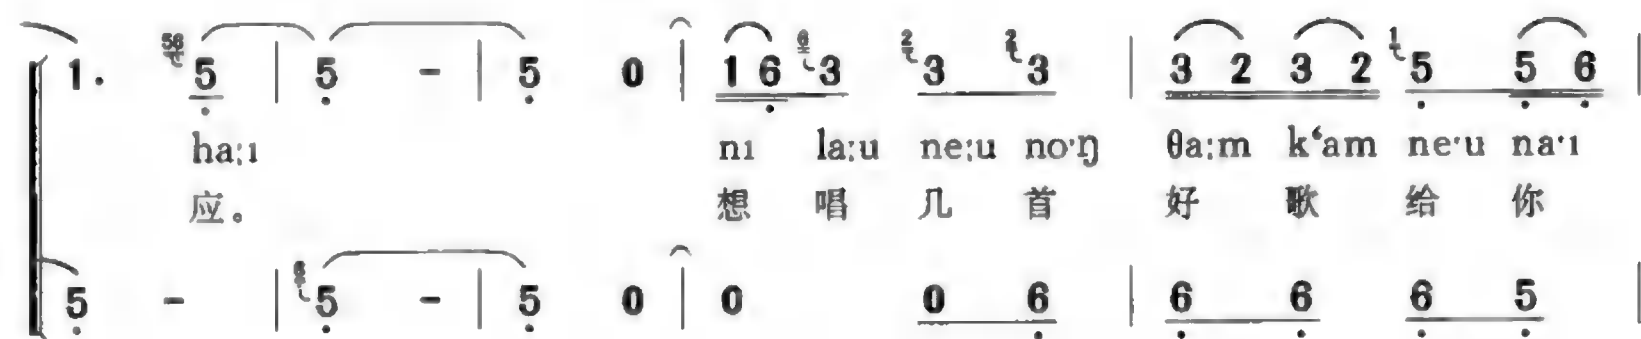 1. 5 | 5 - | 5 0 | 1 6 3 3 3 | 3 2 3 2 5 5 6 |
ha:ɪ nɪ la:u ne:u no·ŋ θa:m k‘am ne·u na·ɪ
应。 想 唱 几 首 好 歌 给 你
5 - | 5 - | 5 0 | 0 0 6 | 6 6 6 5 |